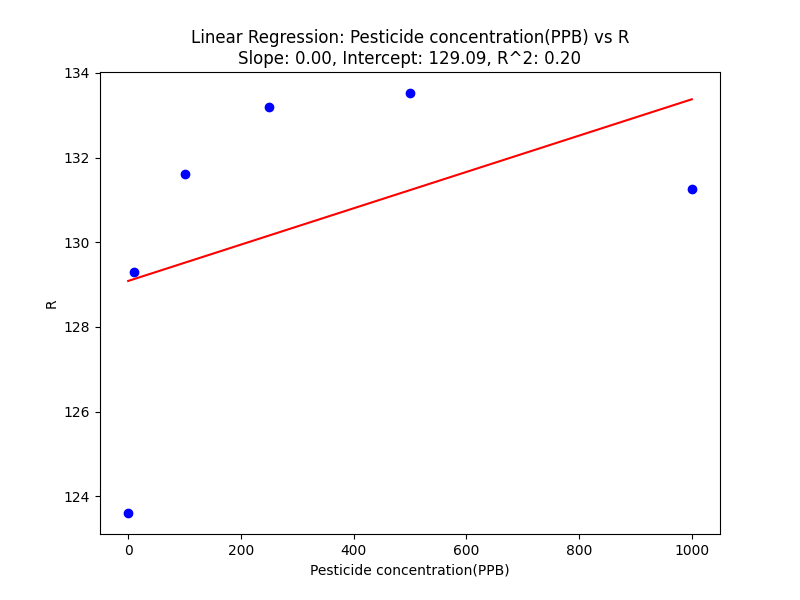 Linear Regression: Pesticide concentration(PPB) vs R
Slope: 0.00, Intercept: 129.09, R^2: 0.20
134
132
130
128
126
124
R
0 200 400 600 800 1000
Pesticide concentration(PPB)